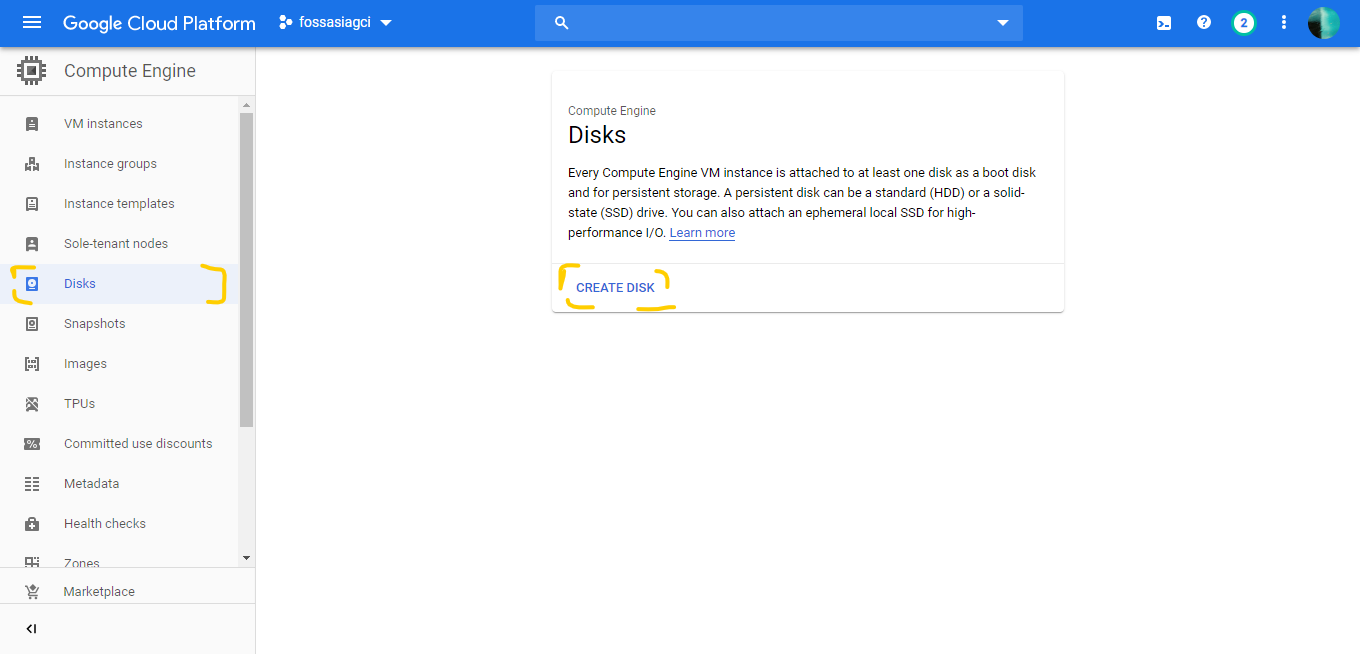 Google Cloud Platform
fossasiagci
2
Compute Engine
VM instances
Instance groups
Instance templates
Sole-tenant nodes
Disks
Snapshots
Images
TPUs
Committed use discounts
Metadata
Health checks
Zones
Marketplace
Compute Engine
Disks
Every Compute Engine VM instance is attached to at least one disk as a boot disk
and for persistent storage. A persistent disk can be a standard (HDD) or a solid-
state (SSD) drive. You can also attach an ephemeral local SSD for high-
performance I/O. Learn more
CREATE DISK